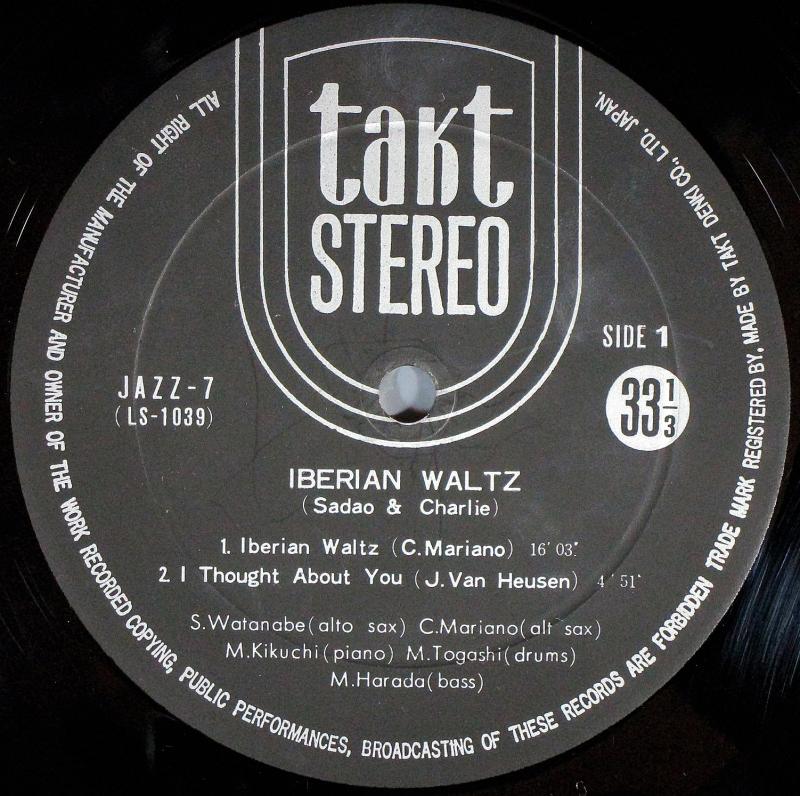 takt
STEREO
SIDE 1
33 1/3
JAZZ-7
(LS-1039)
IBERIAN WALTZ
(Sadao & Charlie)
1. Iberian Waltz (C.Mariano) 16' 03"
2. I Thought About You (J.Van Heusen) 4' 51"
S.Watanabe(alto sax) C.Mariano(alt sax)
M.Kikuchi(piano) M.Togashi(drums)
M.Harada(bass)
ALL RIGHT OF THE MANUFACTURER AND OWNER OF THE WORK RECORDED COPYING, PUBLIC PERFORMANCES, BROADCASTING OF THESE RECORDS ARE FORBIDDEN TRADE MARK REGISTERED BY, MADE BY TAKT DENKI CO., LTD. JAPAN.